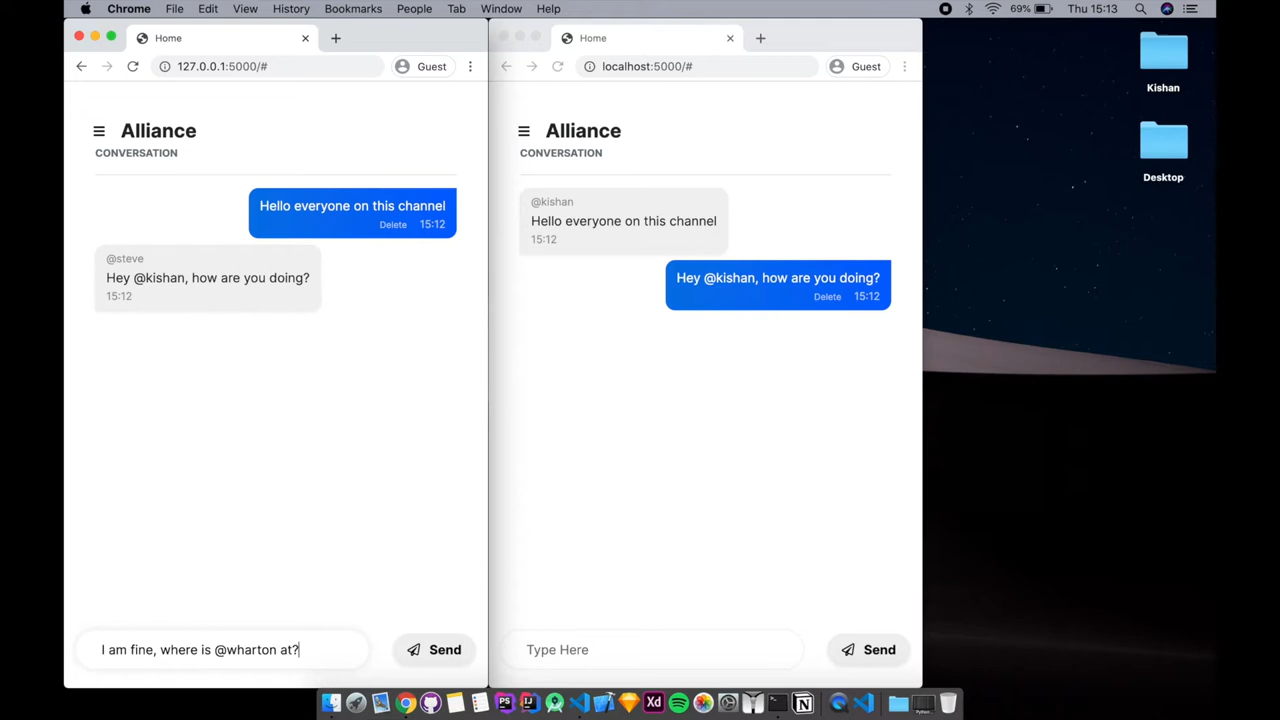 Chrome File Edit View History Bookmarks People Tab Window Help 69% Thu 15:13
Home
127.0.0.1:5000/# Guest
Alliance
CONVERSATION
Hello everyone on this channel
Delete 15:12
@steve
Hey @kishan, how are you doing?
15:12
I am fine, where is @wharton at?
Send
Home
localhost:5000/# Guest
Alliance
CONVERSATION
@kishan
Hello everyone on this channel
15:12
Hey @kishan, how are you doing?
Delete 15:12
Type Here
Send
Kishan
Desktop
PS
Xd
N